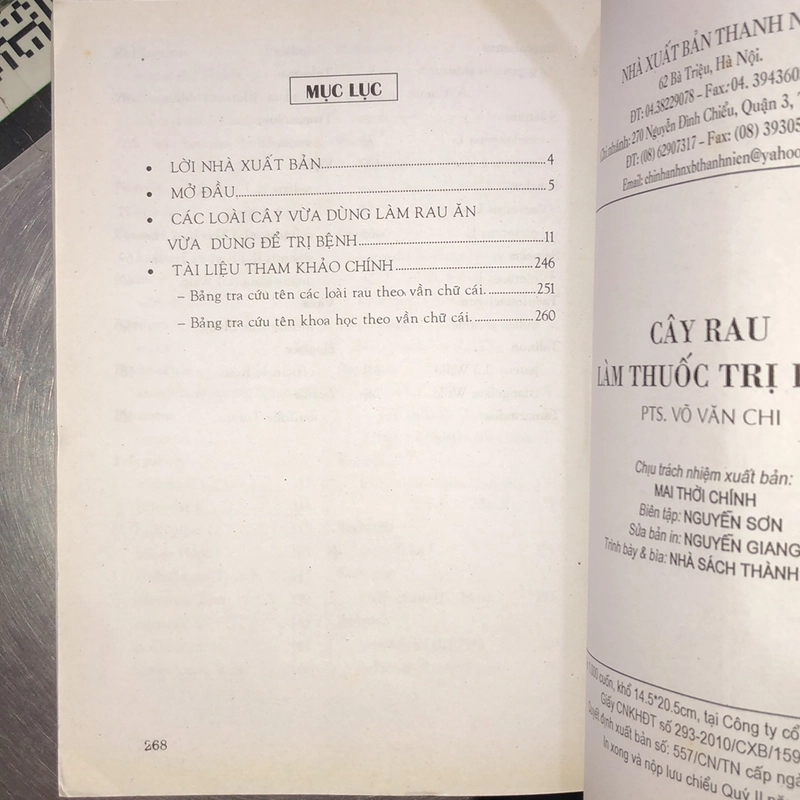 MỤC LỤC
• LỜI NHÀ XUẤT BẢN.....4
• MỞ ĐẦU.....5
• CÁC LOÀI CÂY VỪA DÙNG LÀM RAU ĂN
VỪA DÙNG ĐỂ TRỊ BỆNH.....11
• TÀI LIỆU THAM KHẢO CHÍNH.....246
– Bảng tra cứu tên các loài rau theo vần chữ cái.....251
– Bảng tra cứu tên khoa học theo vần chữ cái.....260
268
NHÀ XUẤT BẢN THANH
62 Bà Triệu, Hà Nội.
ĐT: 04.38229078 – Fax: 04. 394360
Chi nhánh: 270 Nguyễn Đình Chiểu, Quận 3,
ĐT: (08) 62907317 – Fax: (08) 39305
Email: chinhanhnxbthanhnien@yahoo
CÂY RAU
LÀM THUỐC TRỊ
PTS. VÕ VĂN CHI
Chịu trách nhiệm xuất bản:
MAI THỜI CHÍNH
Biên tập: NGUYỄN SƠN
Sửa bản in: NGUYỄN GIANG
Trình bày & bìa: NHÀ SÁCH THÀNH
cuốn, khổ 14.5*20.5cm, tại Công ty cổ
Giấy CNKHĐT số 293-2010/CXB/159
Quyết định xuất bản số: 557/CN/TN cấp ngà
In xong và nộp lưu chiểu Quý II